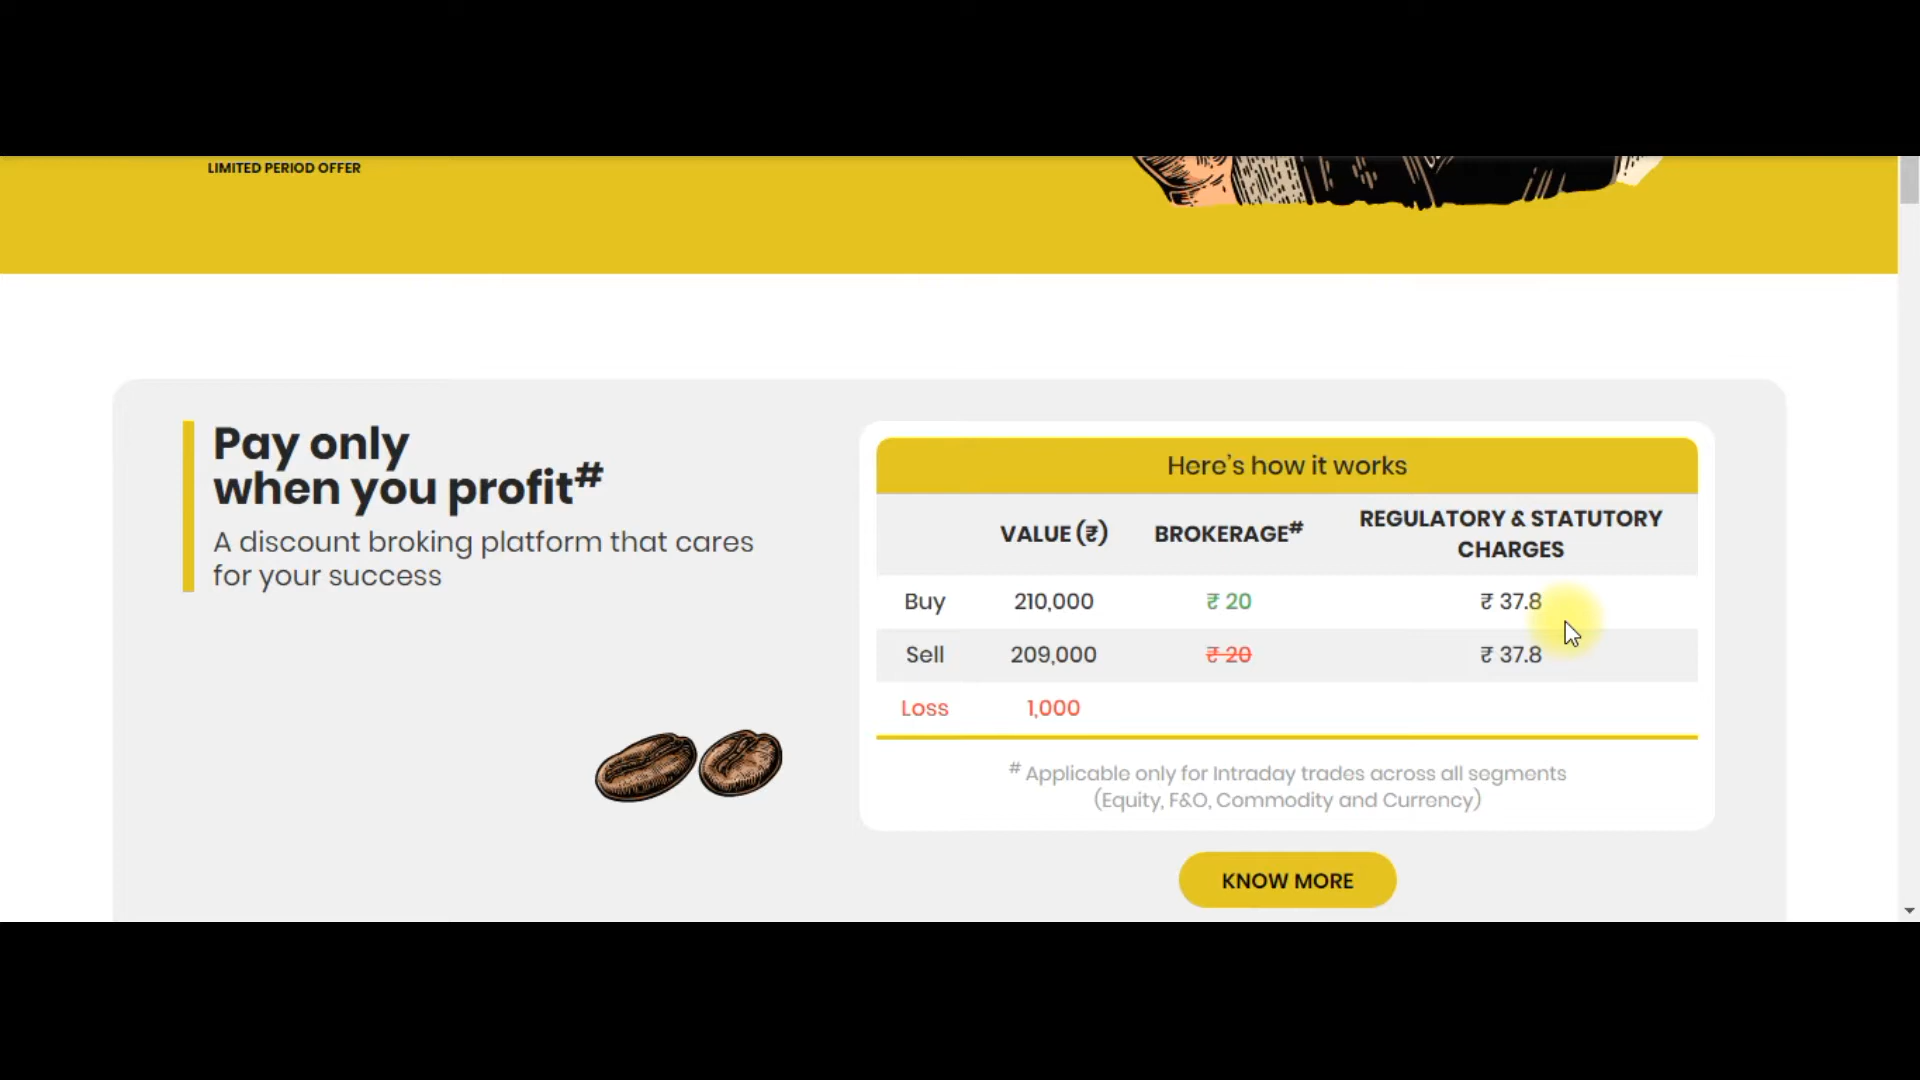 LIMITED PERIOD OFFER
Pay only
when you profit#
A discount broking platform that cares
for your success
Here's how it works
VALUE (₹) BROKERAGE# REGULATORY & STATUTORY CHARGES
Buy 210,000 ₹ 20 ₹ 37.8
Sell 209,000 ₹ 20 ₹ 37.8
Loss 1,000
# Applicable only for Intraday trades across all segments
(Equity, F&O, Commodity and Currency)
KNOW MORE